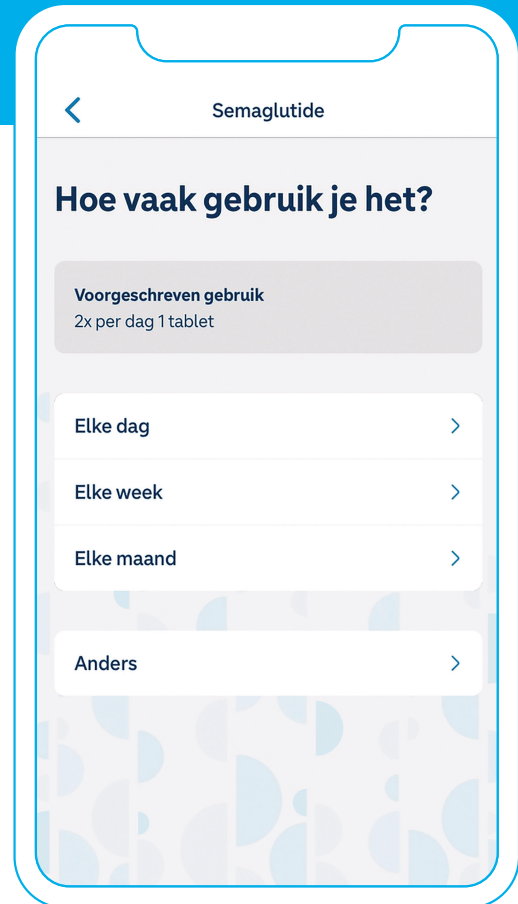 Semaglutide
Hoe vaak gebruik je het?
Voorgeschreven gebruik
2x per dag 1 tablet
Elke dag
Elke week
Elke maand
Anders